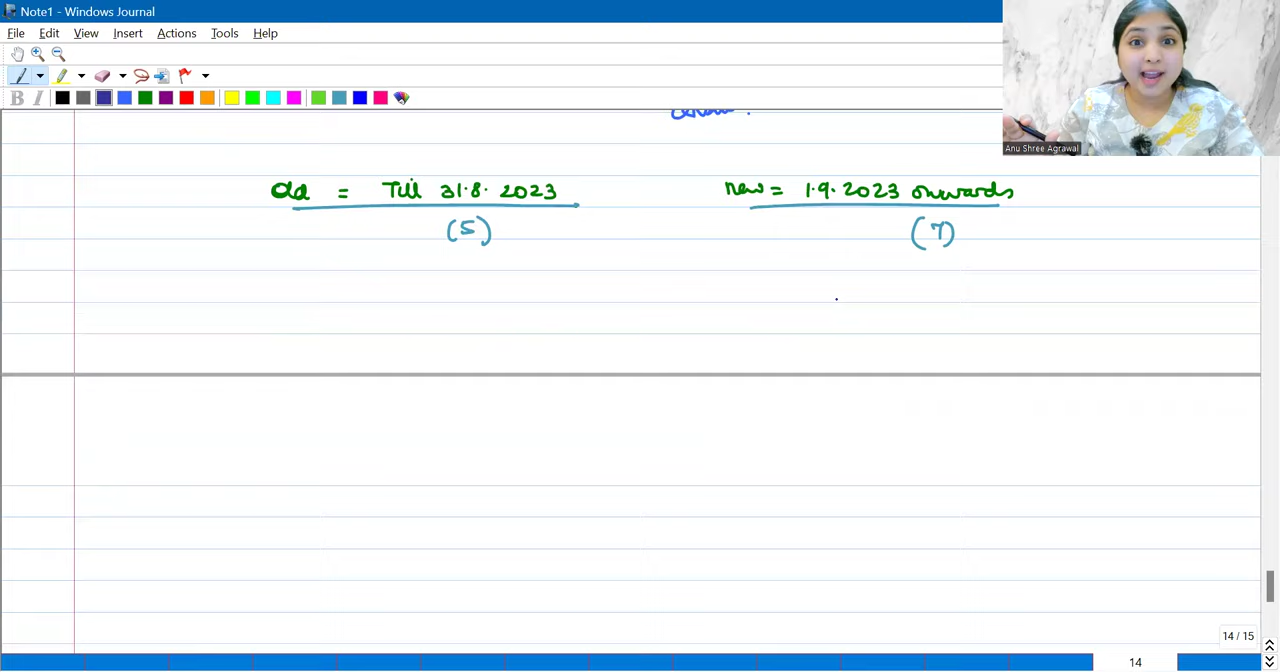 Note1 - Windows Journal
File Edit View Insert Actions Tools Help
B I
Anu Shree Agrawal
old = Till 31.8.2023 new = 1.9.2023 onwards
(5) (7)
14 / 15
14